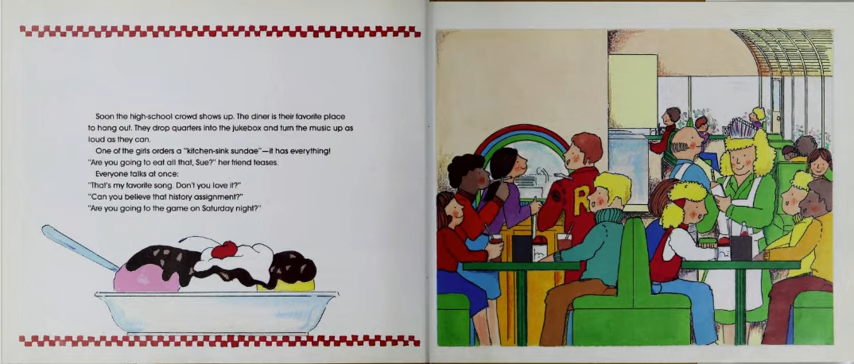 Soon the high-school crowd shows up. The diner is their favorite place
to hang out. They drop quarters into the jukebox and turn the music up as
loud as they can.
One of the girls orders a "kitchen-sink sundae"—it has everything!
"Are you going to eat all that, Sue?" her friend teases.
Everyone talks at once:
"That's my favorite song. Don't you love it?"
"Can you believe that history assignment?"
"Are you going to the game on Saturday night?"
R